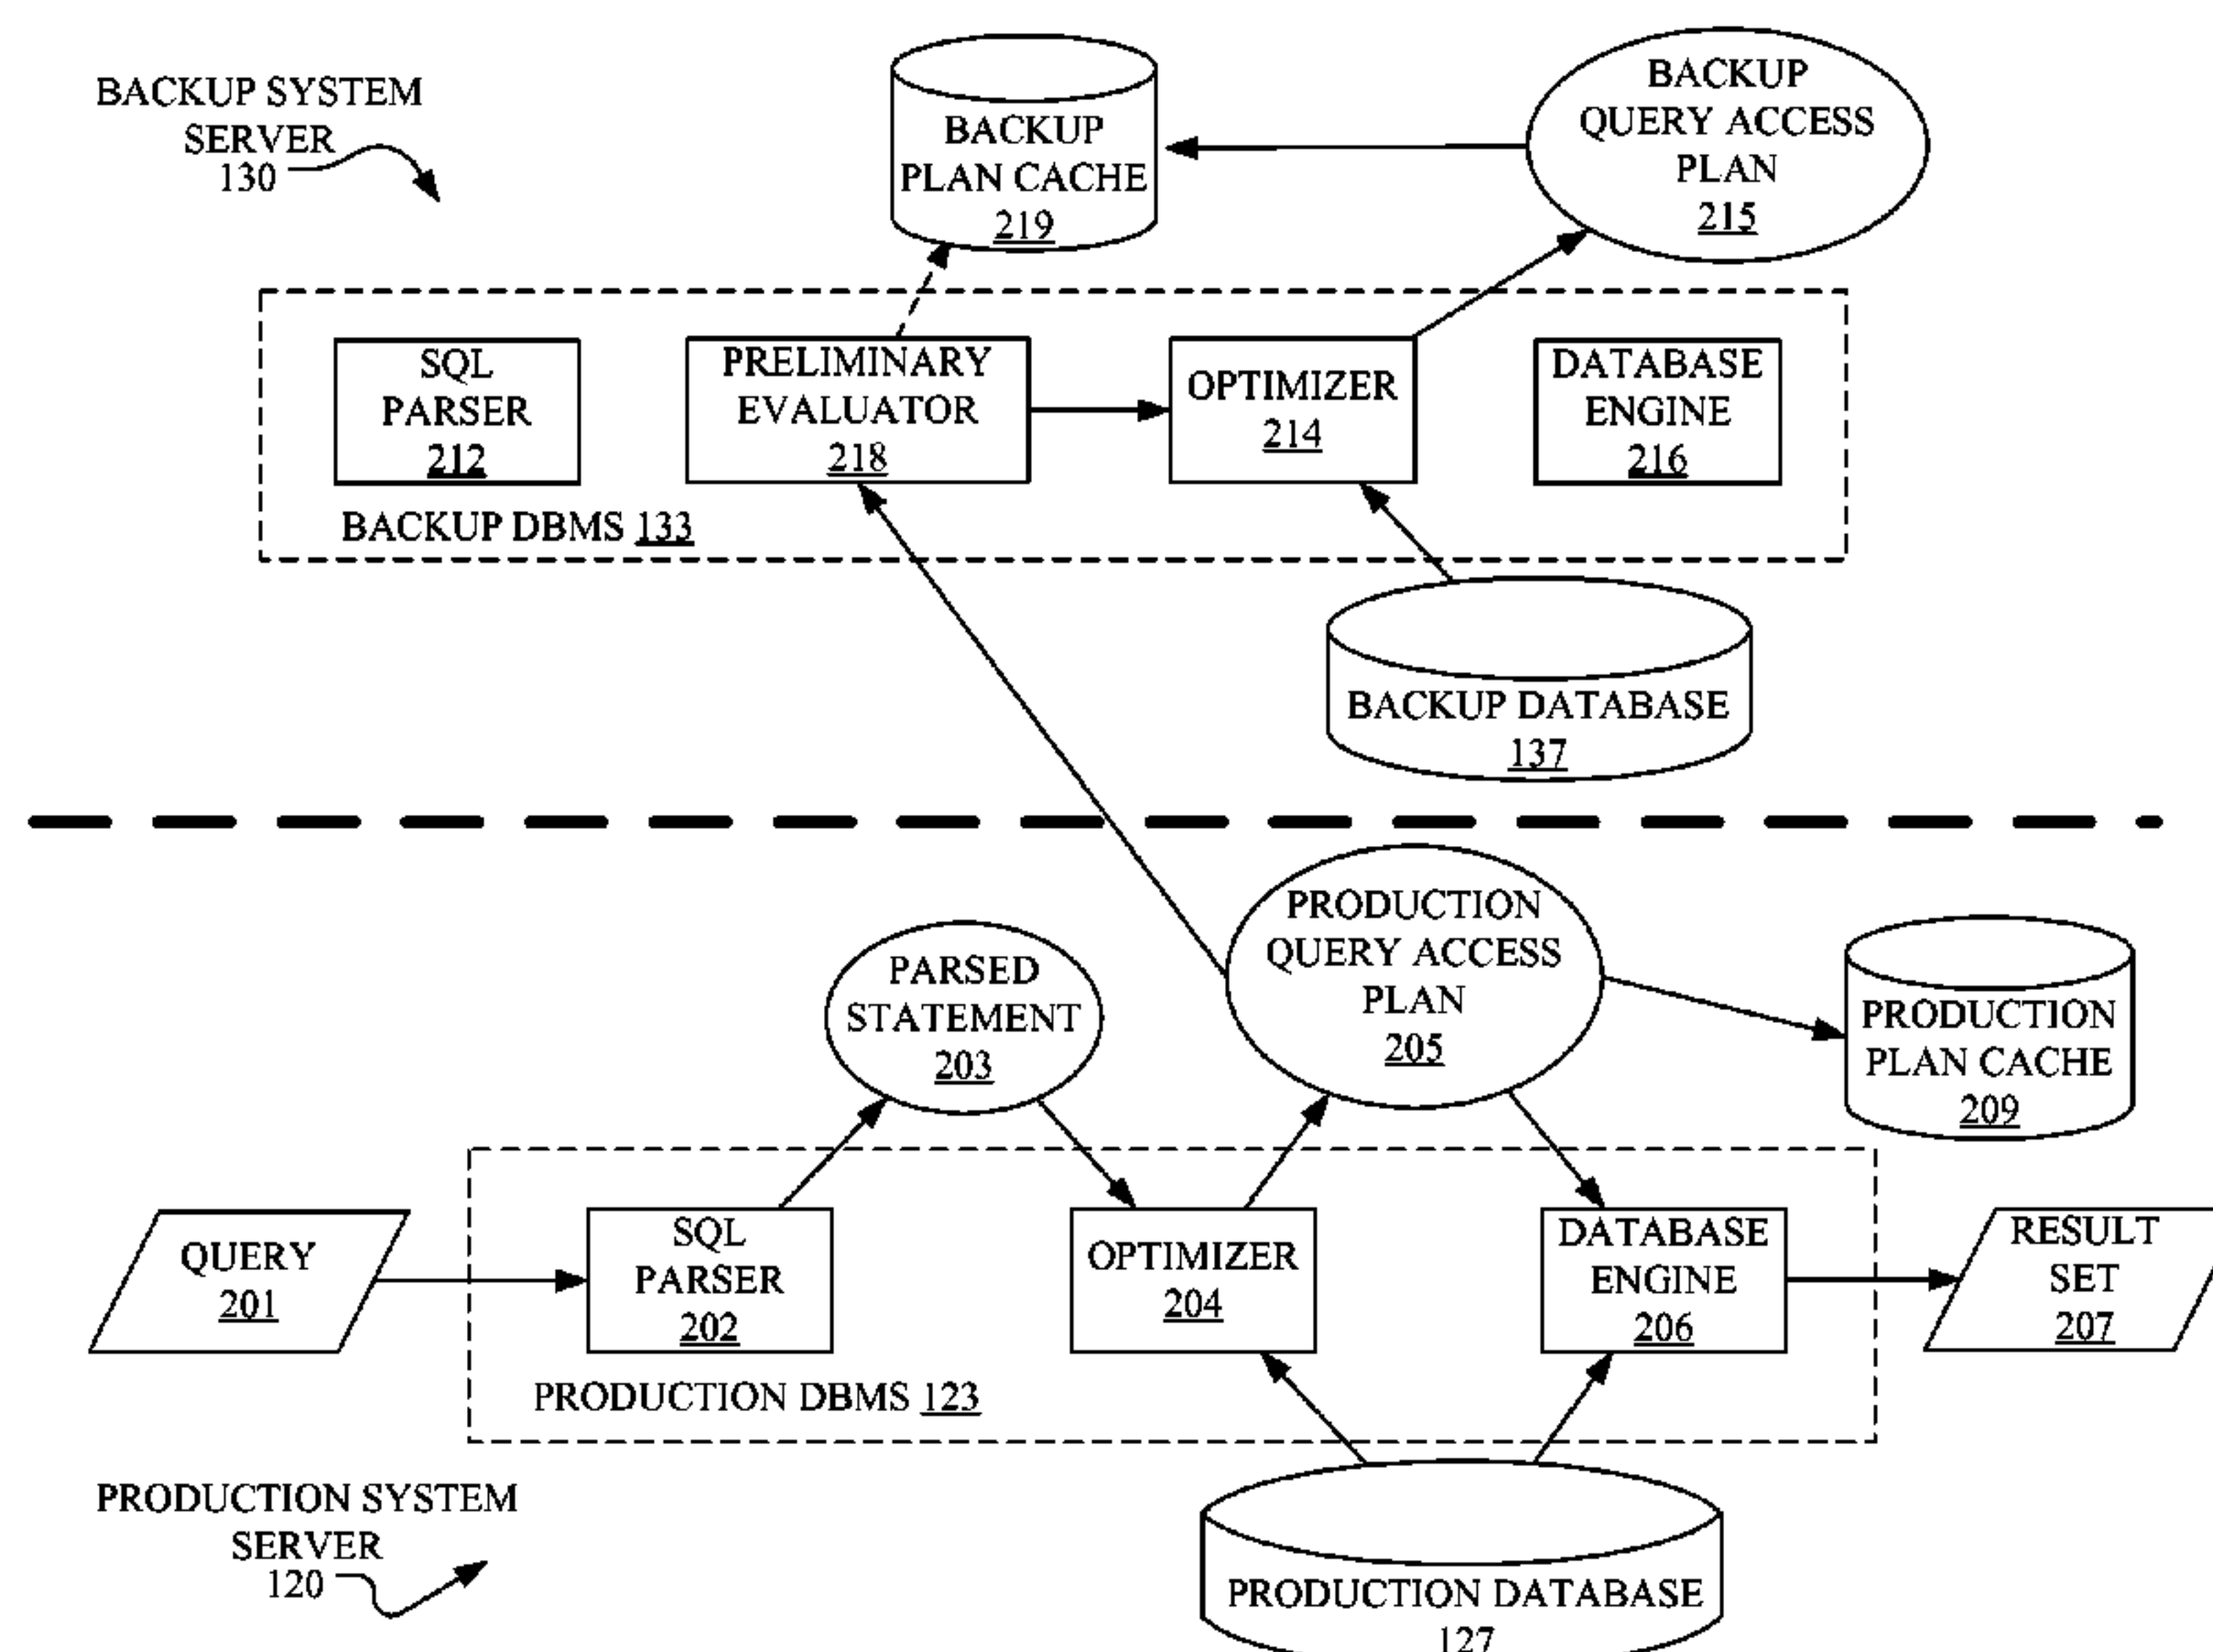 BACKUP SYSTEM
SERVER
130
BACKUP
PLAN CACHE
219
BACKUP
QUERY ACCESS
PLAN
215
SQL
PARSER
212
PRELIMINARY
EVALUATOR
218
OPTIMIZER
214
DATABASE
ENGINE
216
BACKUP DBMS 133
BACKUP DATABASE
137
PARSED
STATEMENT
203
PRODUCTION
QUERY ACCESS
PLAN
205
PRODUCTION
PLAN CACHE
209
QUERY
201
SQL
PARSER
202
OPTIMIZER
204
DATABASE
ENGINE
206
RESULT
SET
207
PRODUCTION DBMS 123
PRODUCTION SYSTEM
SERVER
120
PRODUCTION DATABASE
127